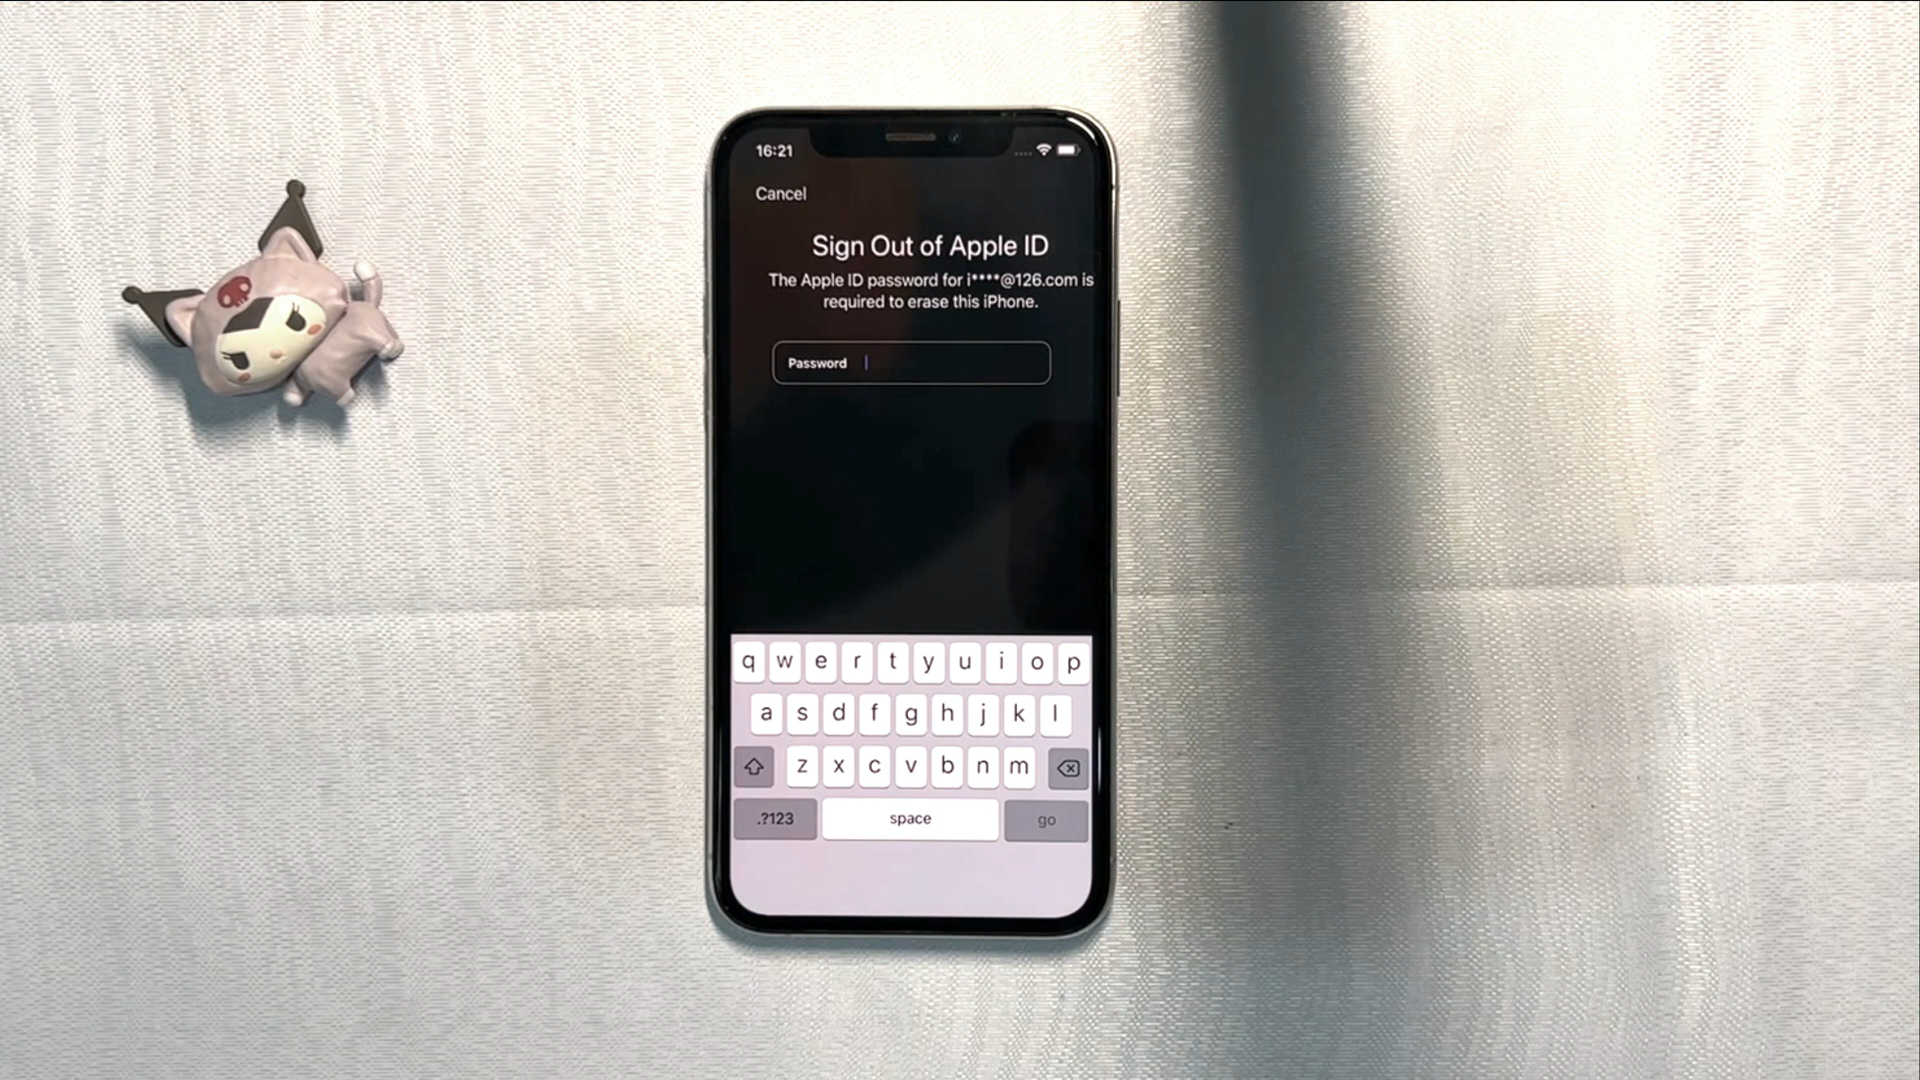 16:21
Cancel
Sign Out of Apple ID
The Apple ID password for i****@126.com is
required to erase this iPhone.
Password
q w e r t y u i o p
a s d f g h j k l
z x c v b n m
.?123 space go